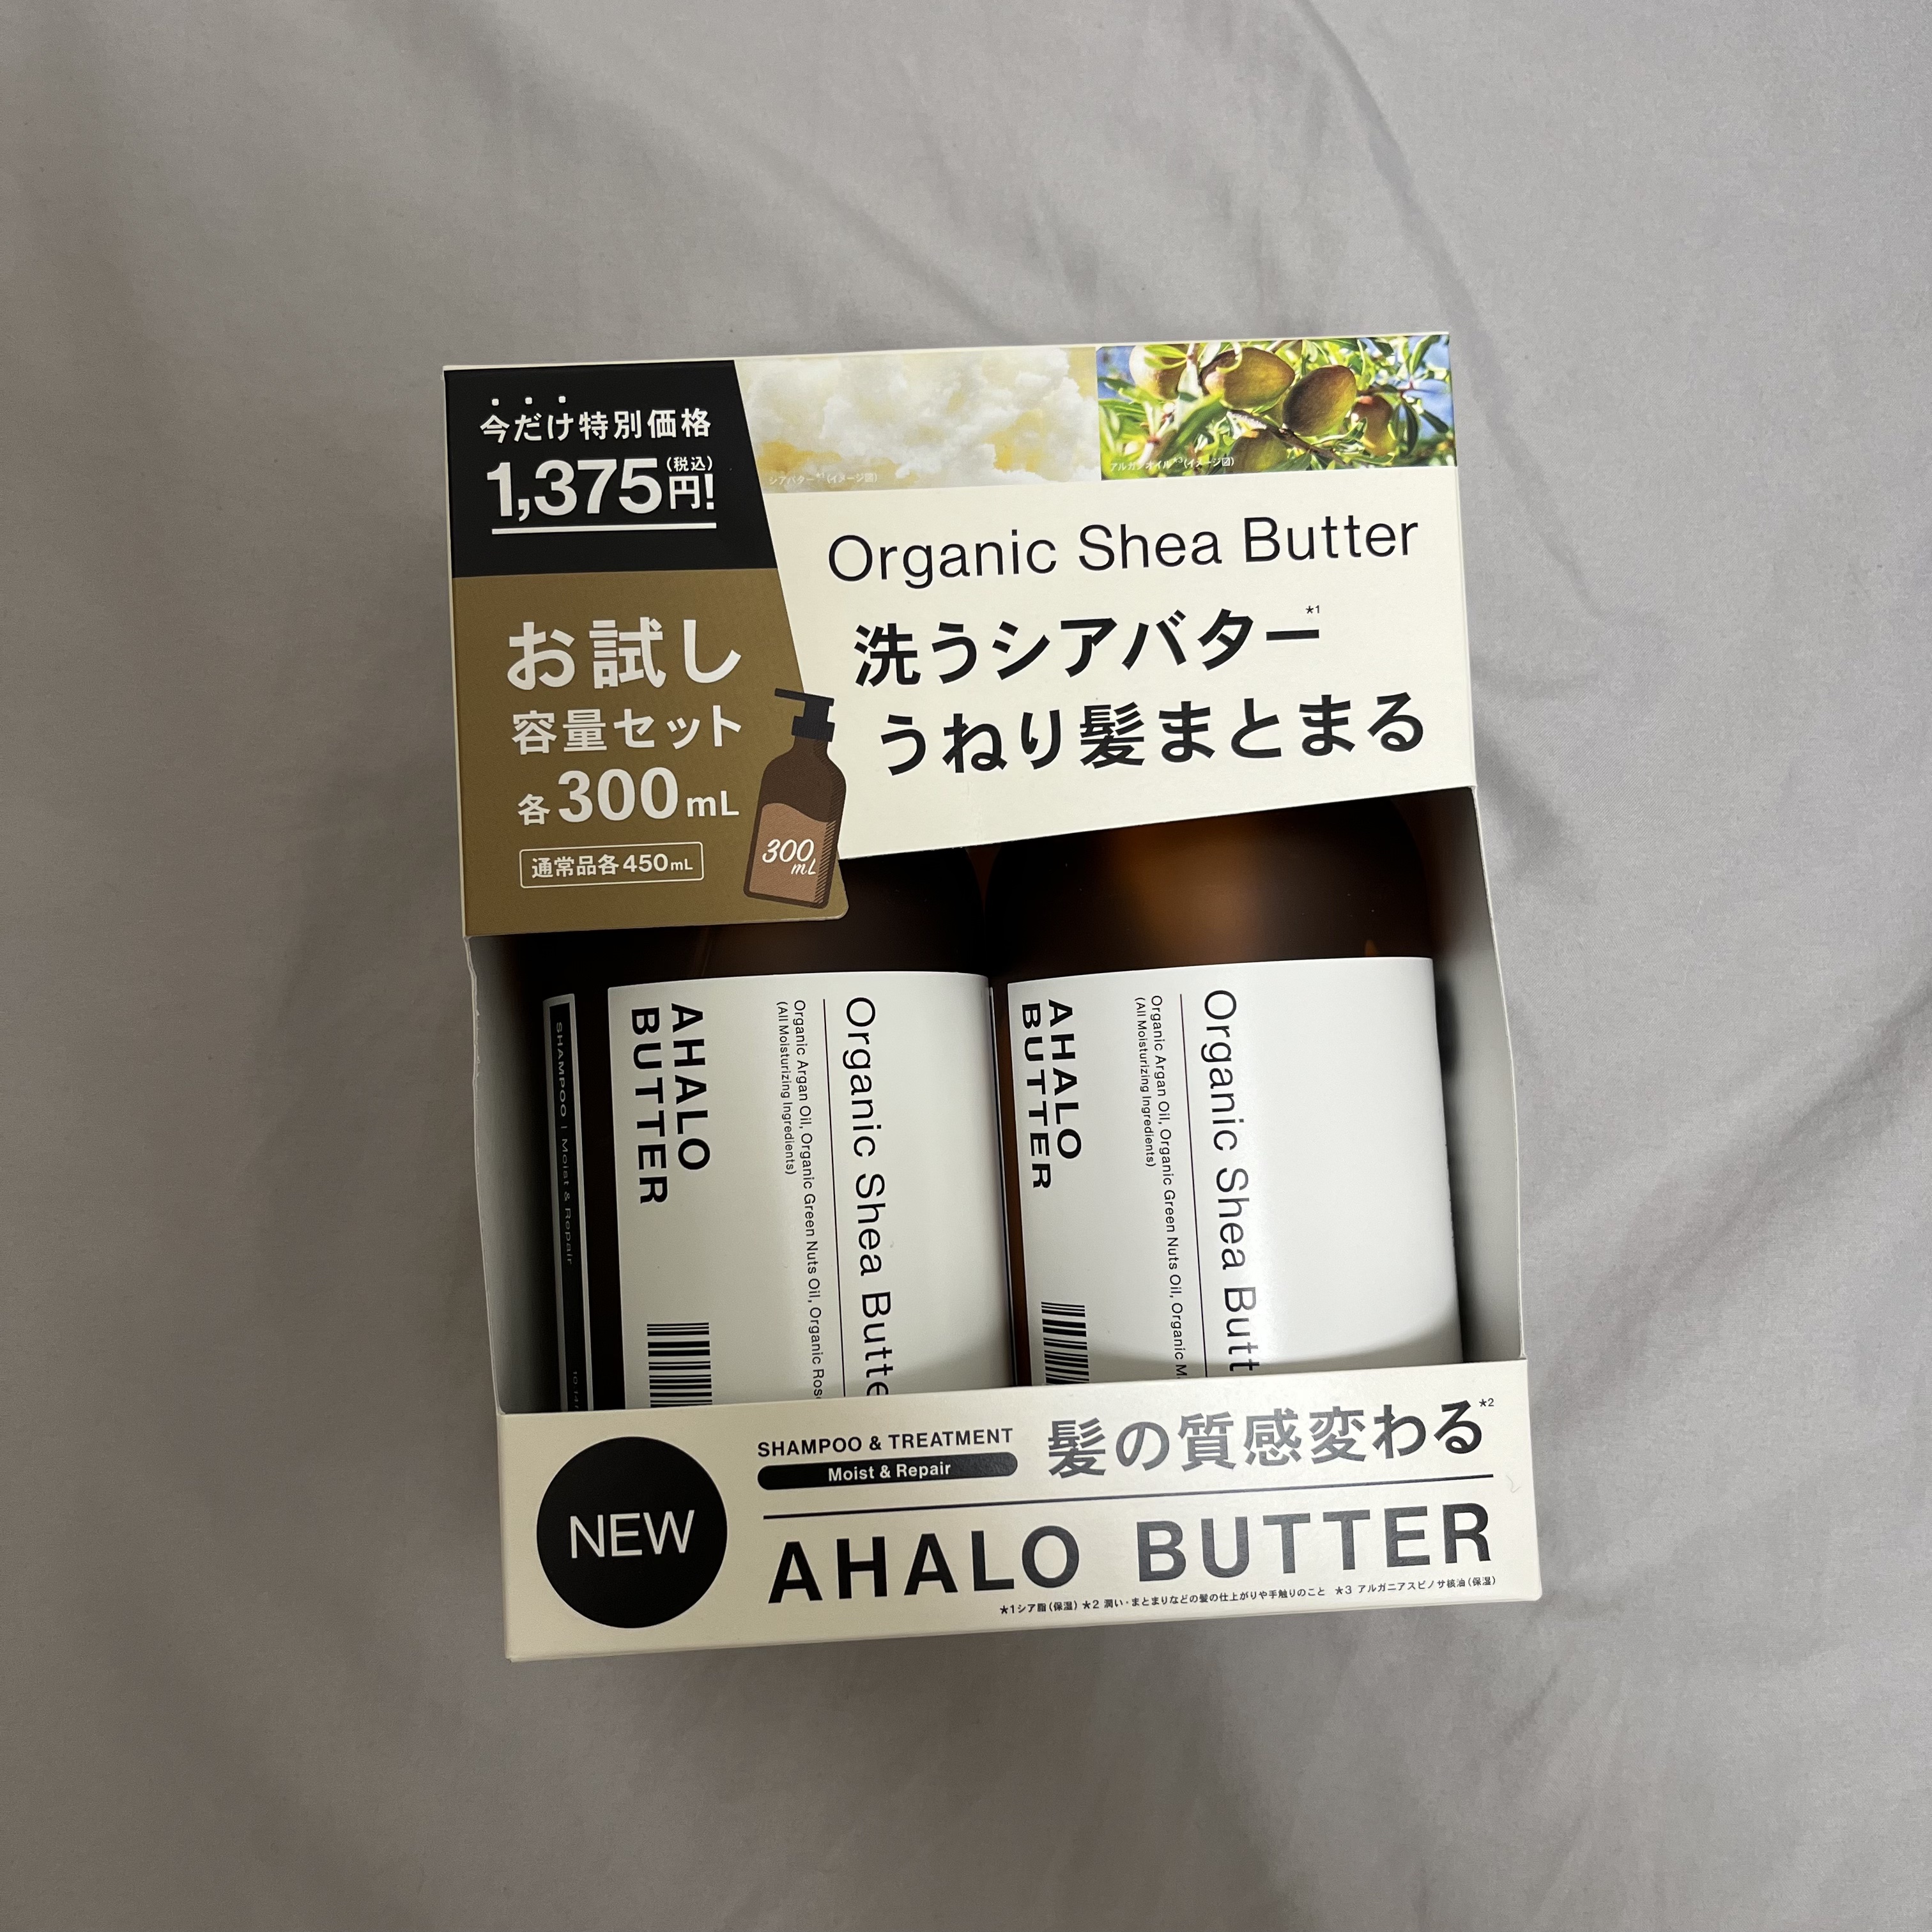 今だけ特別価格
1,375円!(税込)
お試し
容量セット
各300mL
通常品各450mL
300mL
シアバター*1(イメージ図)
アルガンオイル*3(イメージ図)
Organic Shea Butter
洗うシアバター*1
うねり髪まとまる
SHAMPOO | Moist & Repair
AHALO
BUTTER
Organic Shea Butte
Organic Argan Oil, Organic Green Nuts Oil, Organic Ros
(All Moisturizing Ingredients)
AHALO
BUTTER
Organic Shea Butt
Organic Argan Oil, Organic Green Nuts Oil, Organic M
(All Moisturizing Ingredients)
NEW
SHAMPOO & TREATMENT
Moist & Repair
髪の質感変わる*2
AHALO BUTTER
*1シア脂(保湿) *2 潤い・まとまりなどの髪の仕上がりや手触りのこと *3 アルガニアスピノサ核油(保湿)